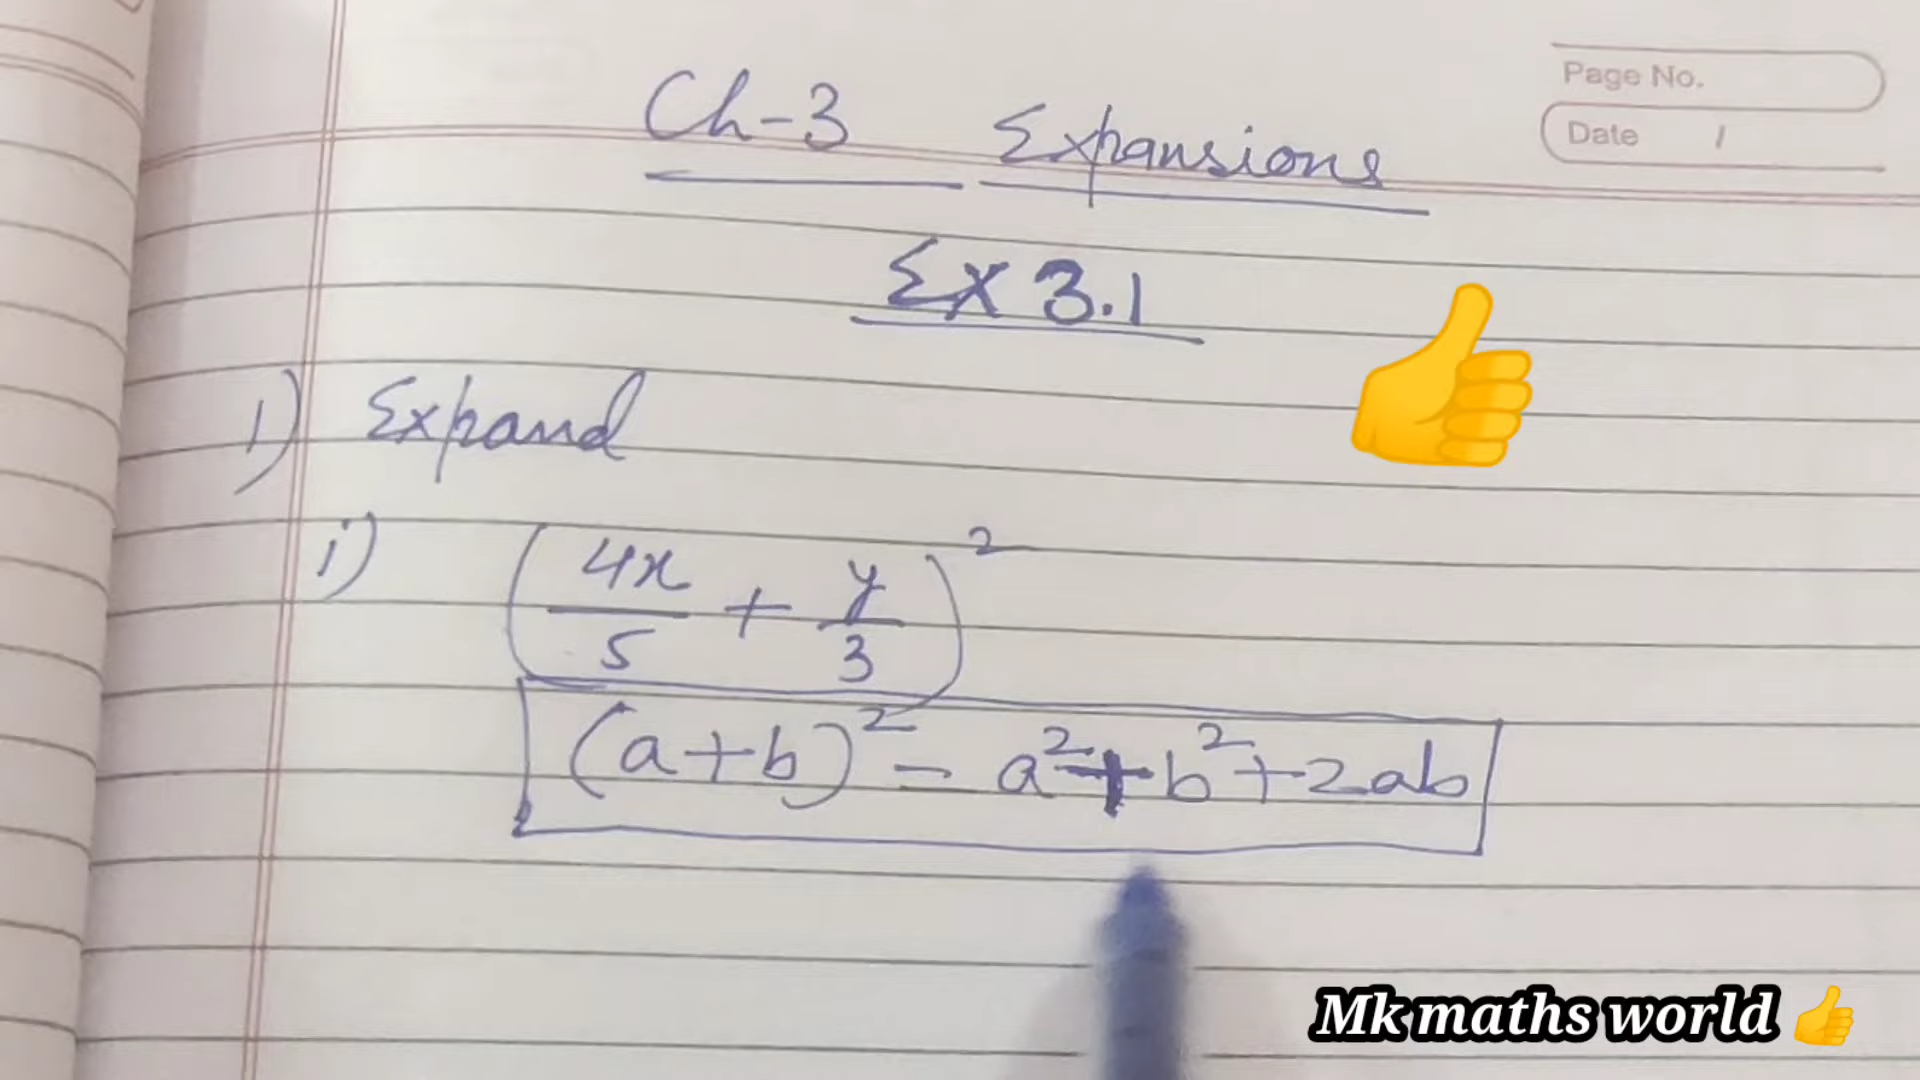 Page No.
Date /
Ch-3 Expansions
Ex 3.1
1) Expand
i) (4x/5 + y/3)²
(a+b)² = a²+b²+2ab
Mk maths world 👍